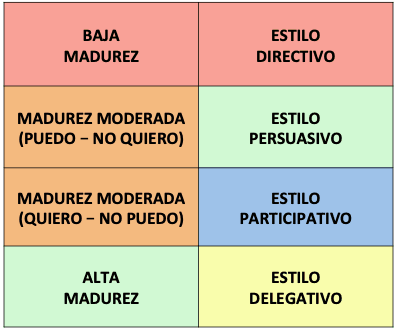 BAJA
MADUREZ
ESTILO
DIRECTIVO
MADUREZ MODERADA
(PUEDO – NO QUIERO)
ESTILO
PERSUASIVO
MADUREZ MODERADA
(QUIERO – NO PUEDO)
ESTILO
PARTICIPATIVO
ALTA
MADUREZ
ESTILO
DELEGATIVO